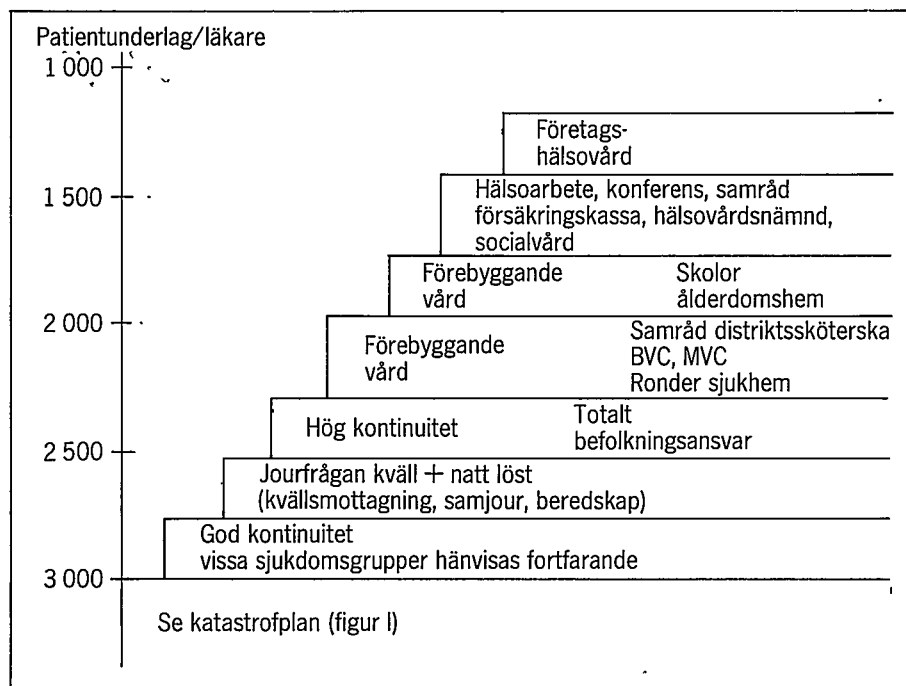 Patientunderlag/läkare
1 000
Företags-
hälsovård
1 500
Hälsoarbete, konferens, samråd
försäkringskassa, hälsovårdsnämnd,
socialvård
Förebyggande
vård
Skolor
ålderdomshem
2 000
Förebyggande
vård
Samråd distriktssköterska
BVC, MVC
Ronder sjukhem
Hög kontinuitet
Totalt
befolkningsansvar
2 500
Jourfrågan kväll + natt löst
(kvällsmottagning, samjour, beredskap)
God kontinuitet
vissa sjukdomsgrupper hänvisas fortfarande
3 000
Se katastrofplan (figur I)